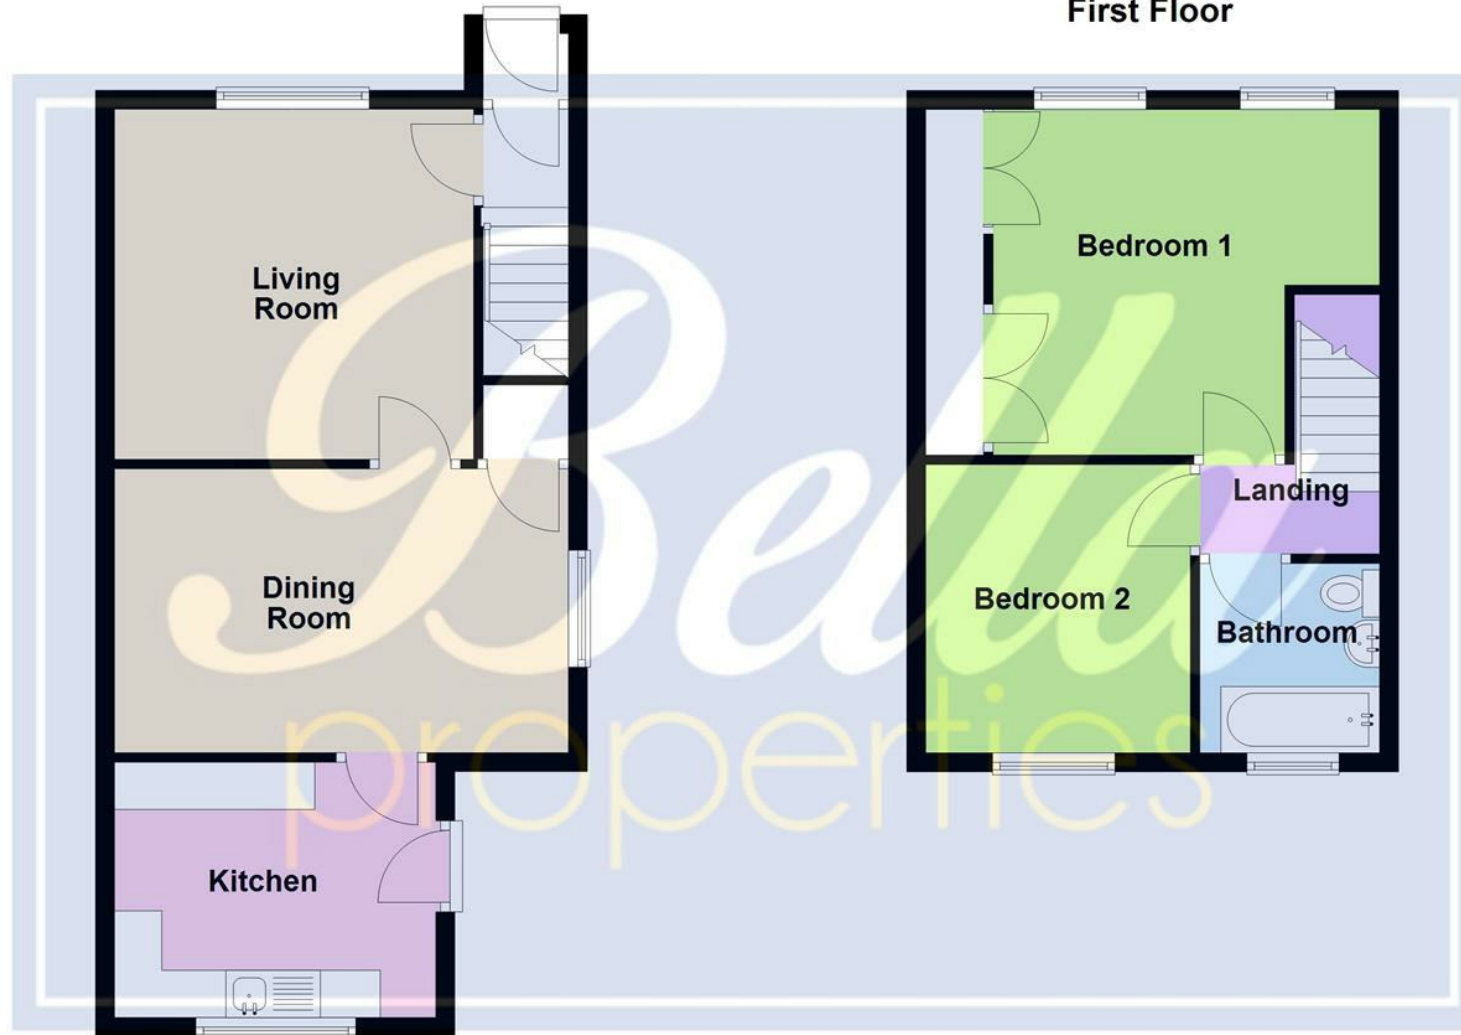 First Floor
Living
Room
Bedroom 1
Landing
Dining
Room
Bedroom 2
Bathroom
Kitchen
Bella
properties